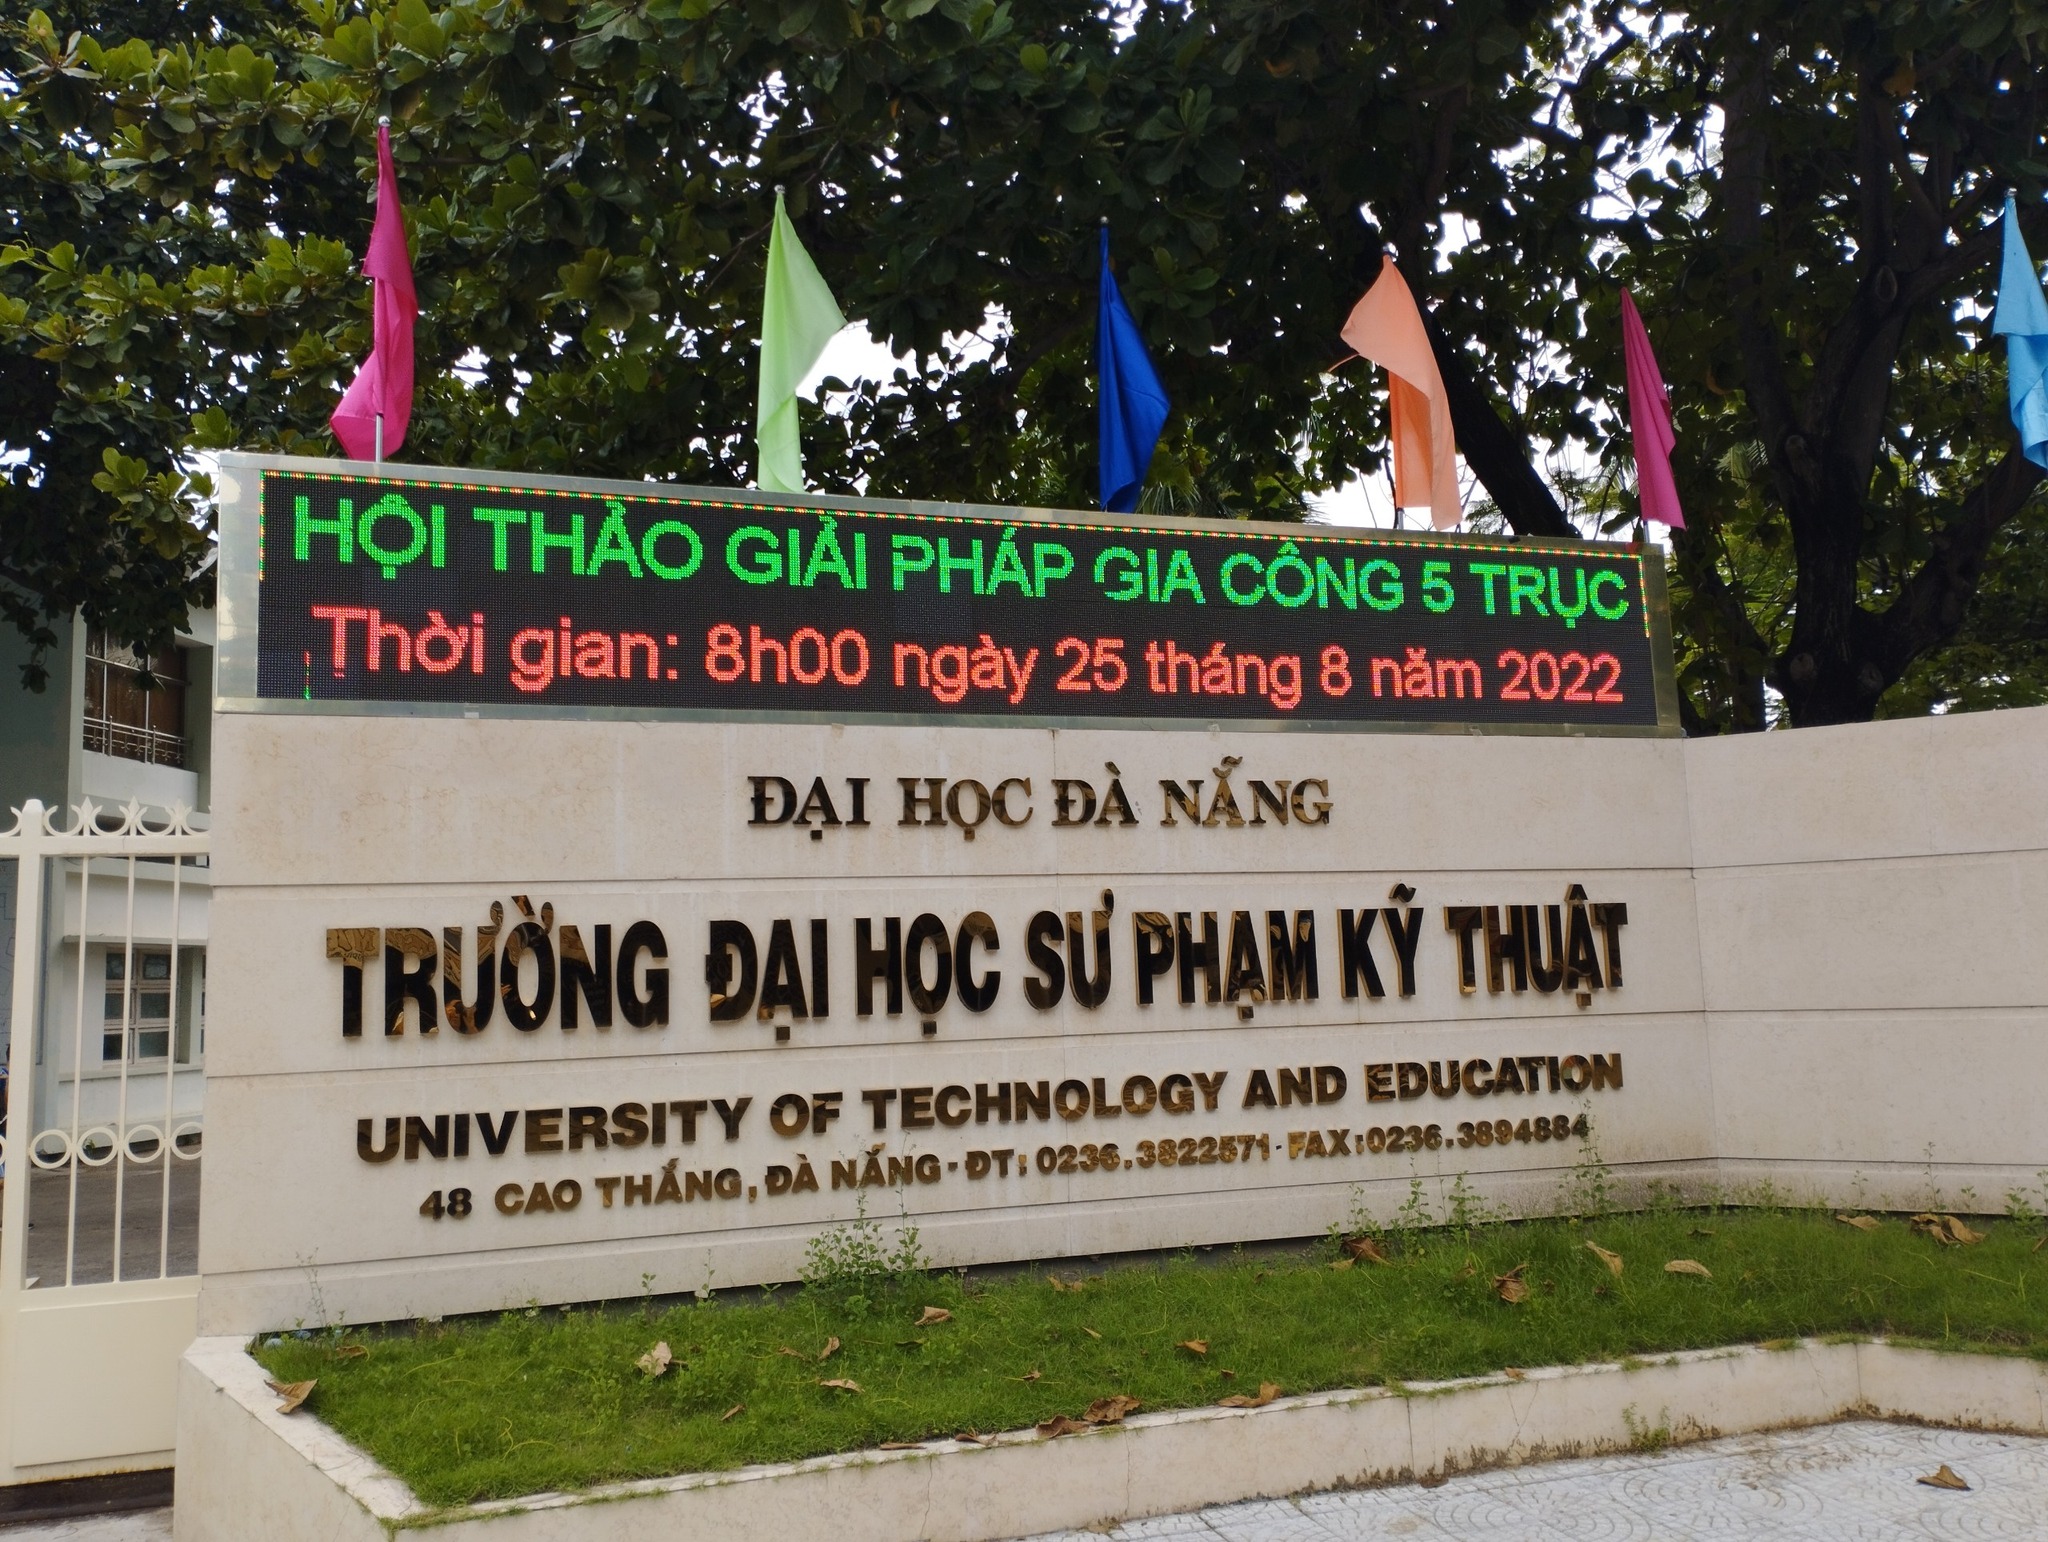 HỘI THẢO GIẢI PHÁP GIA CÔNG 5 TRỤC
Thời gian: 8h00 ngày 25 tháng 8 năm 2022
ĐẠI HỌC ĐÀ NẴNG
TRƯỜNG ĐẠI HỌC SƯ PHẠM KỸ THUẬT
UNIVERSITY OF TECHNOLOGY AND EDUCATION
48 CAO THẮNG, ĐÀ NẴNG - ĐT: 0236.3822571 - FAX: 0236.3894884